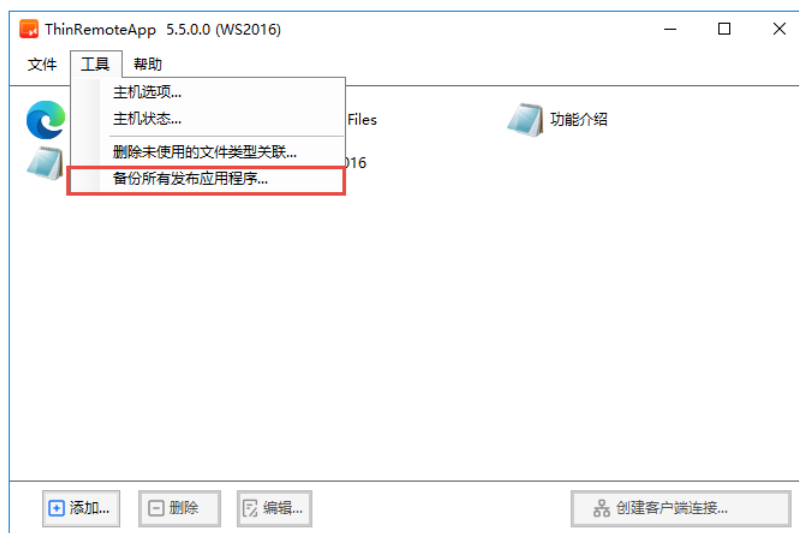 ThinRemoteApp 5.5.0.0 (WS2016)
文件 工具 帮助
主机选项...
主机状态...
Files
功能介绍
删除未使用的文件类型关联...
016
备份所有发布应用程序...
添加... 删除 编辑... 创建客户端连接...